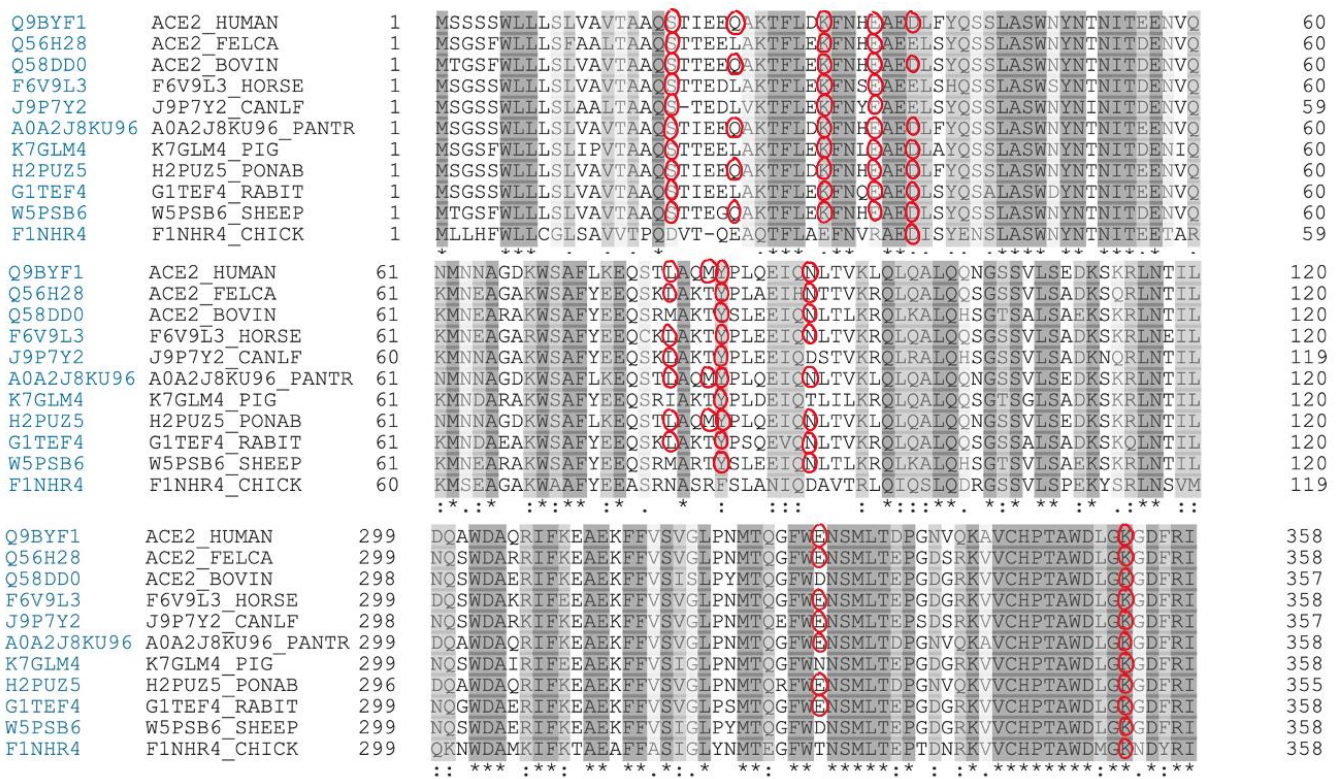 Q9BYF1 ACE2_HUMAN 1 MSSSSWLLLSLVAVTAAQSTIEEQAKTFLDKFNHEAEDLFYQSSLASWNYNTNITEENVQ 60
Q56H28 ACE2_FELCA 1 MSGSFWLLLSFAALTAAQSTTEELAKTFLEKFNHEAEELSYQSSLASWNYNTNITDENVQ 60
Q58DD0 ACE2_BOVIN 1 MTGSFWLLLSLVAVTAAQSTTEEQAKTFLEKFNHEAEDLSYQSSLASWNYNTNITDENVQ 60
F6V9L3 F6V9L3_HORSE 1 MSGSSWLLLSLVAVTAAQSTTEDLAKTFLEKFNSEAEELSHQSSLASWSYNTNITDENVQ 60
J9P7Y2 J9P7Y2_CANLF 1 MSGSSWLLLSLAALTAAQS-TEDLVKTFLEKFNYEAEELSYQSSLASWNYNINITDENVQ 59
A0A2J8KU96 A0A2J8KU96_PANTR 1 MSGSSWLLLSLVAVTAAQSTIEEQAKTFLDKFNHEAEDLFYQSSLASWNYNTNITEENVQ 60
K7GLM4 K7GLM4_PIG 1 MSGSFWLLLSLIPVTAAQSTTEELAKTFLEKFNLEAEDLAYQSSLASWNYNTNITDENIQ 60
H2PUZ5 H2PUZ5_PONAB 1 MSGSSWLLLSLVAVTAAQSTIEEQAKTFLDKFNHEAEDLFYQSSLASWNYNTNITEENVQ 60
G1TEF4 G1TEF4_RABIT 1 MSGSSWLLLSLVAVTAAQSTIEELAKTFLEKFNQEAEDLSYQSALASWDYNTNITEENVQ 60
W5PSB6 W5PSB6_SHEEP 1 MTGSFWLLLSLVAVTAAQSTTEGQAKTFLEKFNHEAEDLSYQSSLASWNYNTNITDENVQ 60
F1NHR4 F1NHR4_CHICK 1 MLLHFWLLCGLSAVVTPQDVT-QEAQTFLAEFNVRAEDISYENSLASWNYNTNITEETAR 59
Q9BYF1 ACE2_HUMAN 61 NMNNAGDKWSAFLKEQSTLAQMYPLQEIQNLTVKLQLQALQQNGSSVLSEDKSKRLNTIL 120
Q56H28 ACE2_FELCA 61 KMNEAGAKWSAFYEEQSKLAKTYPLAEIHNTTVKRQLQALQQSGSSVLSADKSQRLNTIL 120
Q58DD0 ACE2_BOVIN 61 KMNEARAKWSAFYEEQSRMAKTYSLEEIQNLTLKRQLKALQHSGTSALSAEKSKRLNTIL 120
F6V9L3 F6V9L3_HORSE 61 KMNEAGAKWSAFYEEQSKLAKTYPLEEIQNLTVKRQLQALQQSGSSVLSADKSKRLNEIL 120
J9P7Y2 J9P7Y2_CANLF 60 KMNNAGAKWSAFYEEQSKLAKTYPLEEIQDSTVKRQLRALQHSGSSVLSADKNQRLNTIL 119
A0A2J8KU96 A0A2J8KU96_PANTR 61 NMNNAGDKWSAFLKEQSTLAQMYPLQEIQNLTVKLQLQALQQNGSSVLSEDKSKRLNTIL 120
K7GLM4 K7GLM4_PIG 61 KMNDARAKWSAFYEEQSRIAKTYPLDEIQTLILKRQLQALQQSGTSGLSADKSKRLNTIL 120
H2PUZ5 H2PUZ5_PONAB 61 NMNNAGDKWSAFLKEQSTLAQMYPLQEIQNLTVKLQLQALQQNGSSVLSEDKSKRLNTIL 120
G1TEF4 G1TEF4_RABIT 61 KMNDAEAKWSAFYEEQSKLAKTYPSQEVQNLTVKRQLQALQQSGSSALSADKSKQLNTIL 120
W5PSB6 W5PSB6_SHEEP 61 KMNEARAKWSAFYEEQSRMARTYSLEEIQNLTLKRQLKALQHSGTSVLSAEKSKRLNTIL 120
F1NHR4 F1NHR4_CHICK 60 KMSEAGAKWAAFYEEASRNASRFSLANIQDAVTRLQIQSLQDRGSSVLSPEKYSRLNSVM 119
Q9BYF1 ACE2_HUMAN 299 DQAWDAQRIFKEAEKFFVSVGLPNMTQGFWENSMLTDPGNVQKAVCHPTAWDLGKGDFRI 358
Q56H28 ACE2_FELCA 299 NQSWDARRIFKEAEKFFVSVGLPNMTQGFWENSMLTEPGDSRKVVCHPTAWDLGKGDFRI 358
Q58DD0 ACE2_BOVIN 298 NQSWDAERIFKEAEKFFVSISLPYMTQGFWDNSMLTEPGDGRKVVCHPTAWDLGKGDFRI 357
F6V9L3 F6V9L3_HORSE 299 NQSWDAKRIFEEAEKFFVSVGLPNMTQGFWENSMLTEPGDGRKVVCHPTAWDLGKGDFRI 358
J9P7Y2 J9P7Y2_CANLF 298 NQSWDARRIFKEAEKFFVSVGLPNMTQEFWENSMLTEPSDSRKVVCHPTAWDLGKGDFRI 357
A0A2J8KU96 A0A2J8KU96_PANTR 299 DQAWDAQRIFKEAEKFFVSVGLPNMTQGFWENSMLTDPGNVQKAVCHPTAWDLGKGDFRI 358
K7GLM4 K7GLM4_PIG 299 NQSWDAIRIFEEAEKFFVSIGLPNMTQGFWNNSMLTEPGDGRKVVCHPTAWDLGKGDFRI 358
H2PUZ5 H2PUZ5_PONAB 296 DQAWDAQRIFKEAEKFFVSVGLPNMTQRFWENSMLTDPGNVQKVVCHPTAWDLGKGDFRI 355
G1TEF4 G1TEF4_RABIT 299 NQGWDAERIFKEAEKFFVSVGLPSMTQGFWENSMLTEPGDGRKVVCHPTAWDLGKGDFRI 358
W5PSB6 W5PSB6_SHEEP 299 NQSWDAERIFKEAEKFFVSVGLPYMTQGFWDNSMLTEPGDGRKVVCHPTAWDLGKGDFRI 358
F1NHR4 F1NHR4_CHICK 299 QKNWDAMKIFKTAEAFFASIGLYNMTEGFWTNSMLTEPTDNRKVVCHPTAWDMGKNDYRI 358